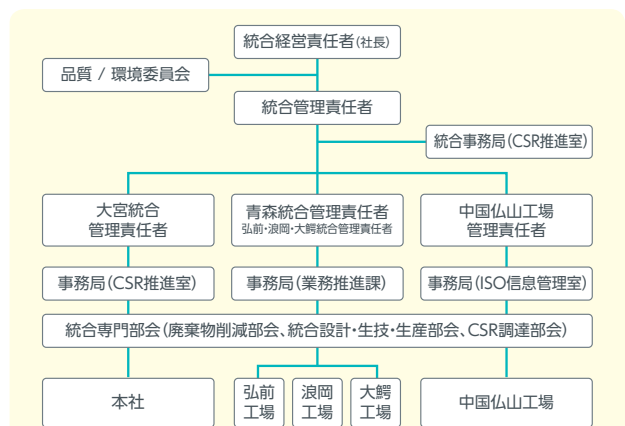 統合経営責任者(社長)
品質 / 環境委員会
統合管理責任者
統合事務局(CSR推進室)
大宮統合
管理責任者
青森統合管理責任者
弘前・浪岡・大鰐統合管理責任者
中国仏山工場
管理責任者
事務局(CSR推進室)
事務局(業務推進課)
事務局(ISO信息管理室)
統合専門部会(廃棄物削減部会、統合設計・生技・生産部会、CSR調達部会)
本社
弘前
工場
浪岡
工場
大鰐
工場
中国仏山工場